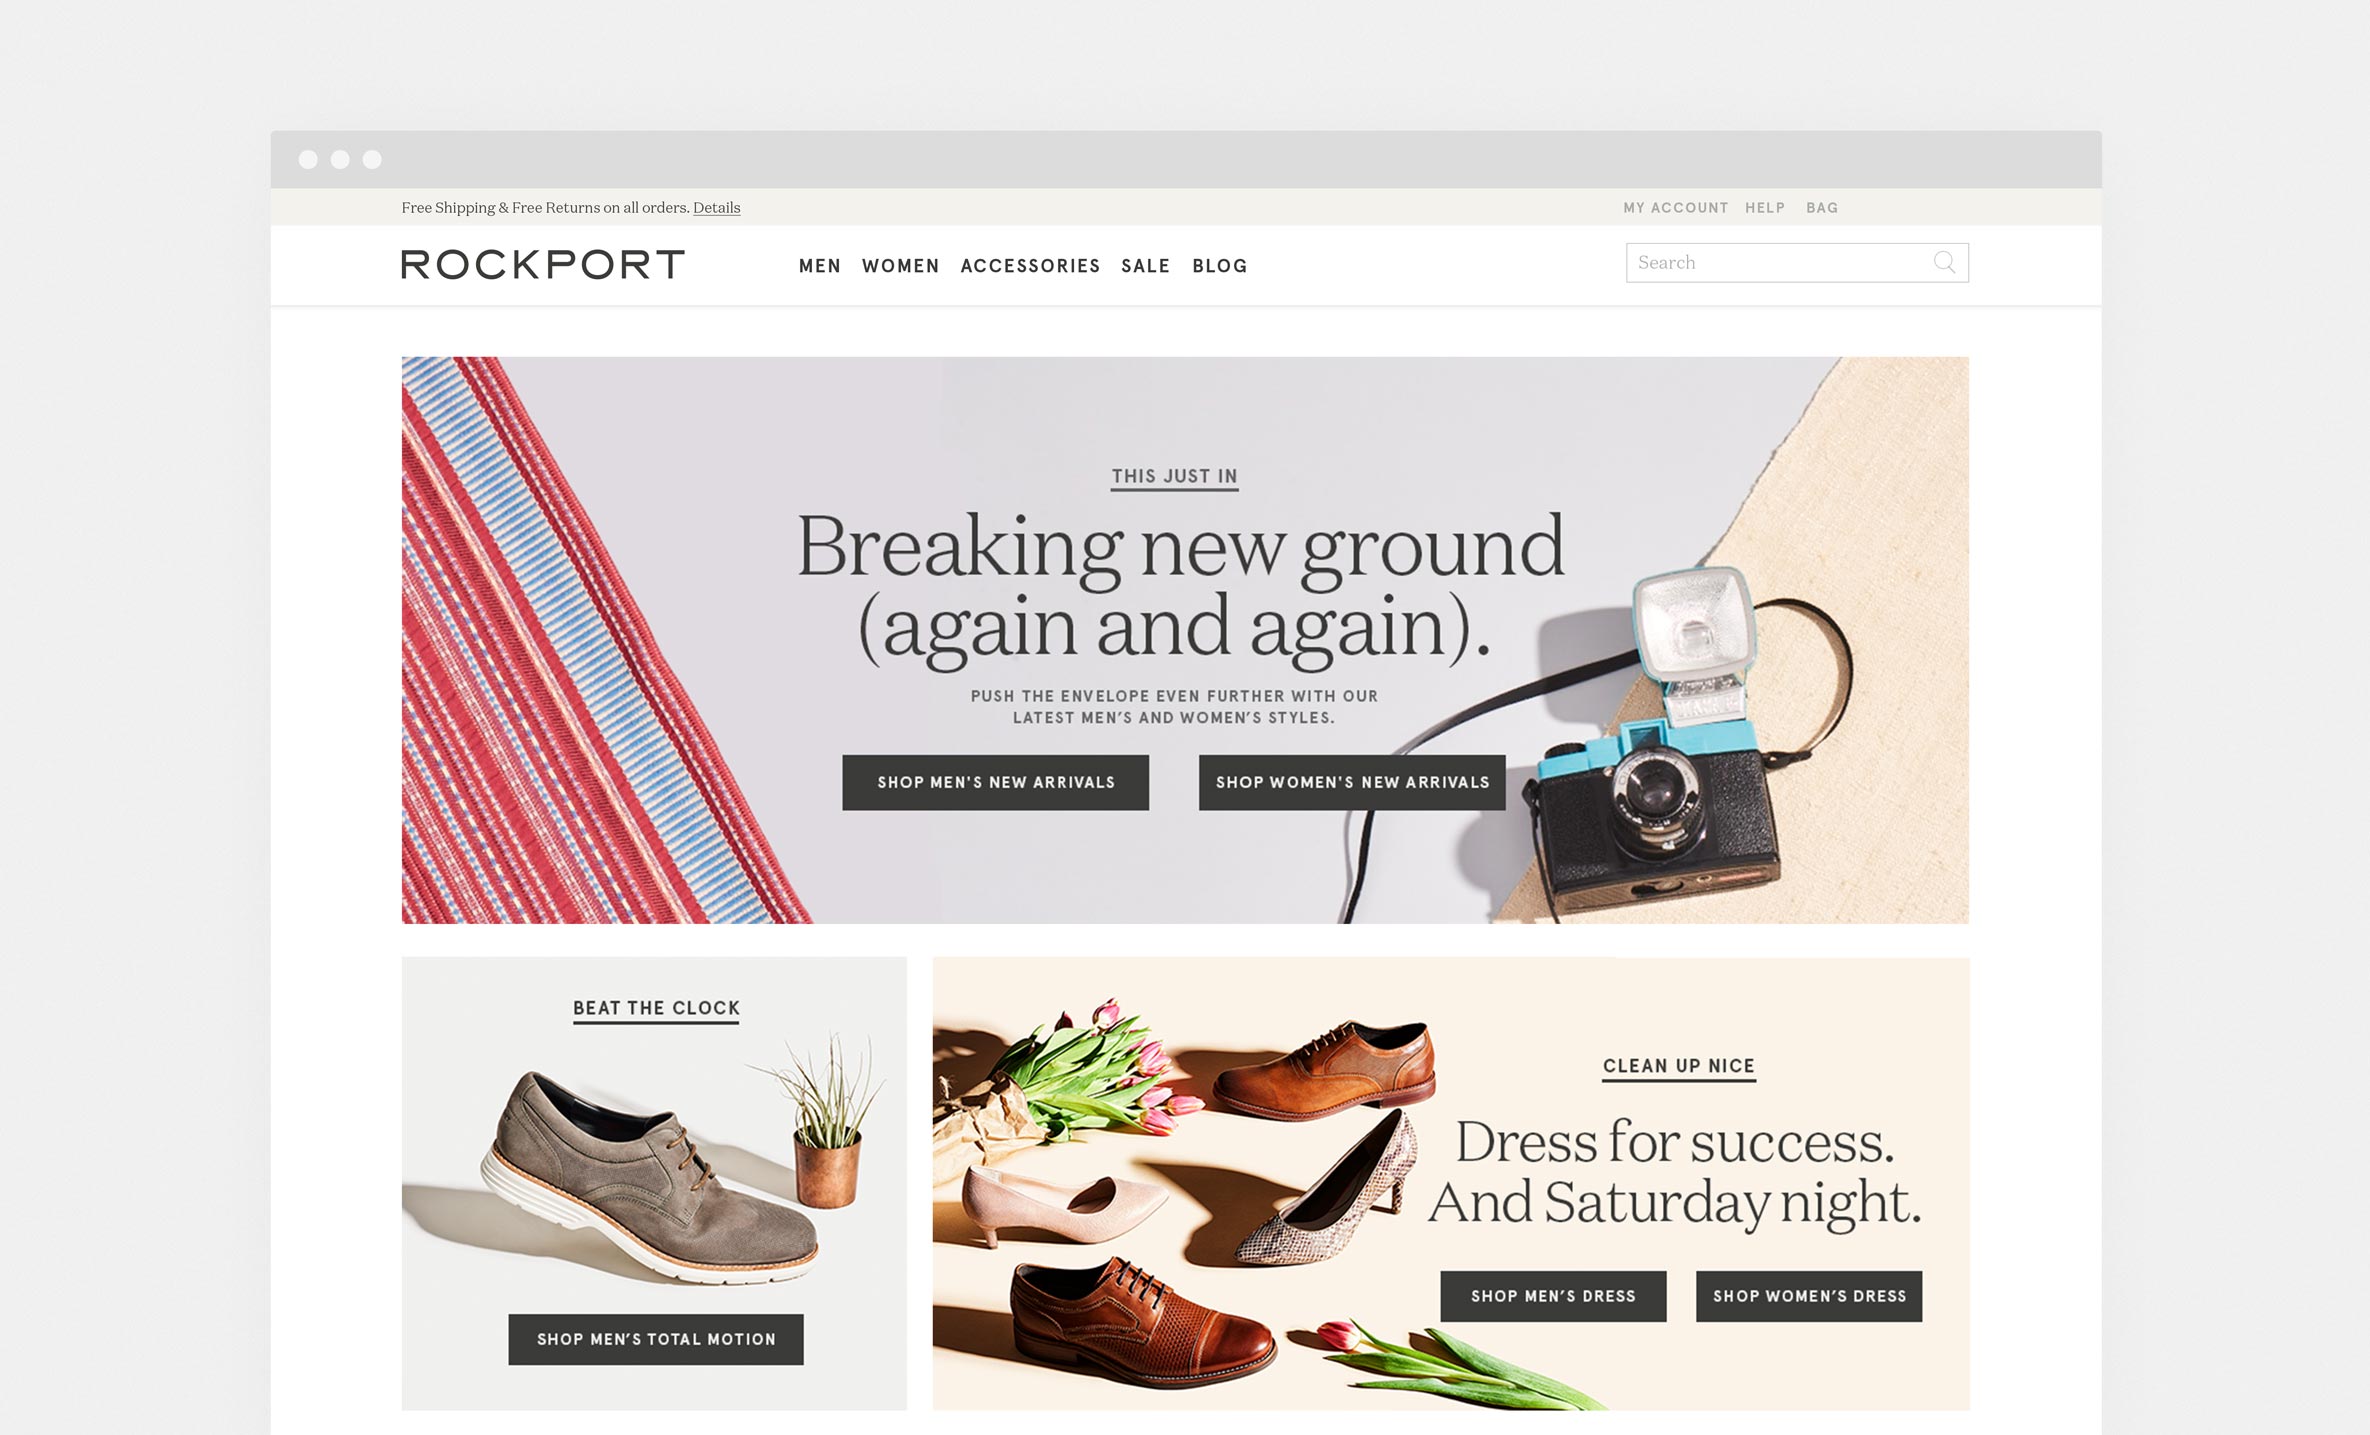 Free Shipping & Free Returns on all orders. Details
MY ACCOUNT HELP BAG
ROCKPORT
MEN WOMEN ACCESSORIES SALE BLOG
Search
THIS JUST IN
Breaking new ground
(again and again).
PUSH THE ENVELOPE EVEN FURTHER WITH OUR
LATEST MEN’S AND WOMEN’S STYLES.
SHOP MEN'S NEW ARRIVALS
SHOP WOMEN'S NEW ARRIVALS
BEAT THE CLOCK
SHOP MEN’S TOTAL MOTION
CLEAN UP NICE
Dress for success.
And Saturday night.
SHOP MEN’S DRESS
SHOP WOMEN’S DRESS